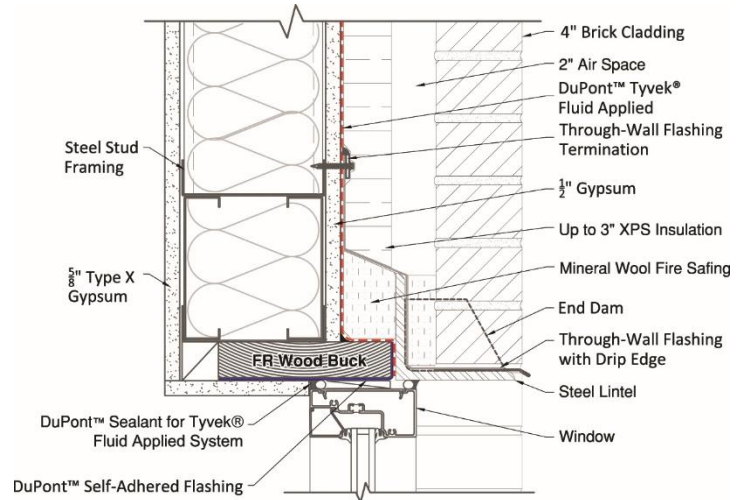 4" Brick Cladding
2" Air Space
DuPont™ Tyvek®
Fluid Applied
Through-Wall Flashing
Termination
½" Gypsum
Up to 3" XPS Insulation
Mineral Wool Fire Safing
End Dam
Through-Wall Flashing
with Drip Edge
Steel Lintel
Window
Steel Stud
Framing
⅝" Type X
Gypsum
FR Wood Buck
DuPont™ Sealant for Tyvek®
Fluid Applied System
DuPont™ Self-Adhered Flashing